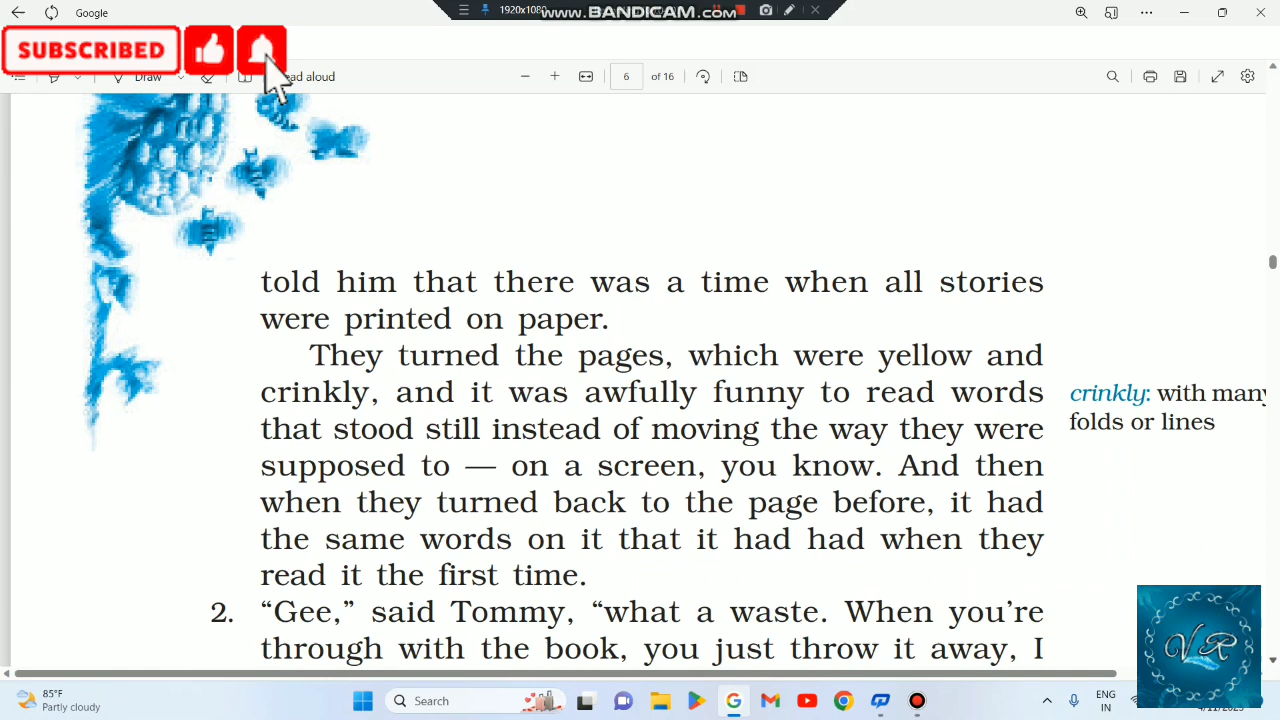 Google
1920x1080
www.BANDICAM.com
SUBSCRIBED
Draw
ead aloud
6 of 16
told him that there was a time when all stories
were printed on paper.
They turned the pages, which were yellow and
crinkly, and it was awfully funny to read words
that stood still instead of moving the way they were
supposed to — on a screen, you know. And then
when they turned back to the page before, it had
the same words on it that it had had when they
read it the first time.
crinkly: with many
folds or lines
2. “Gee,” said Tommy, “what a waste. When you’re
through with the book, you just throw it away, I
VR
85°F
Partly cloudy
Search
ENG
IN